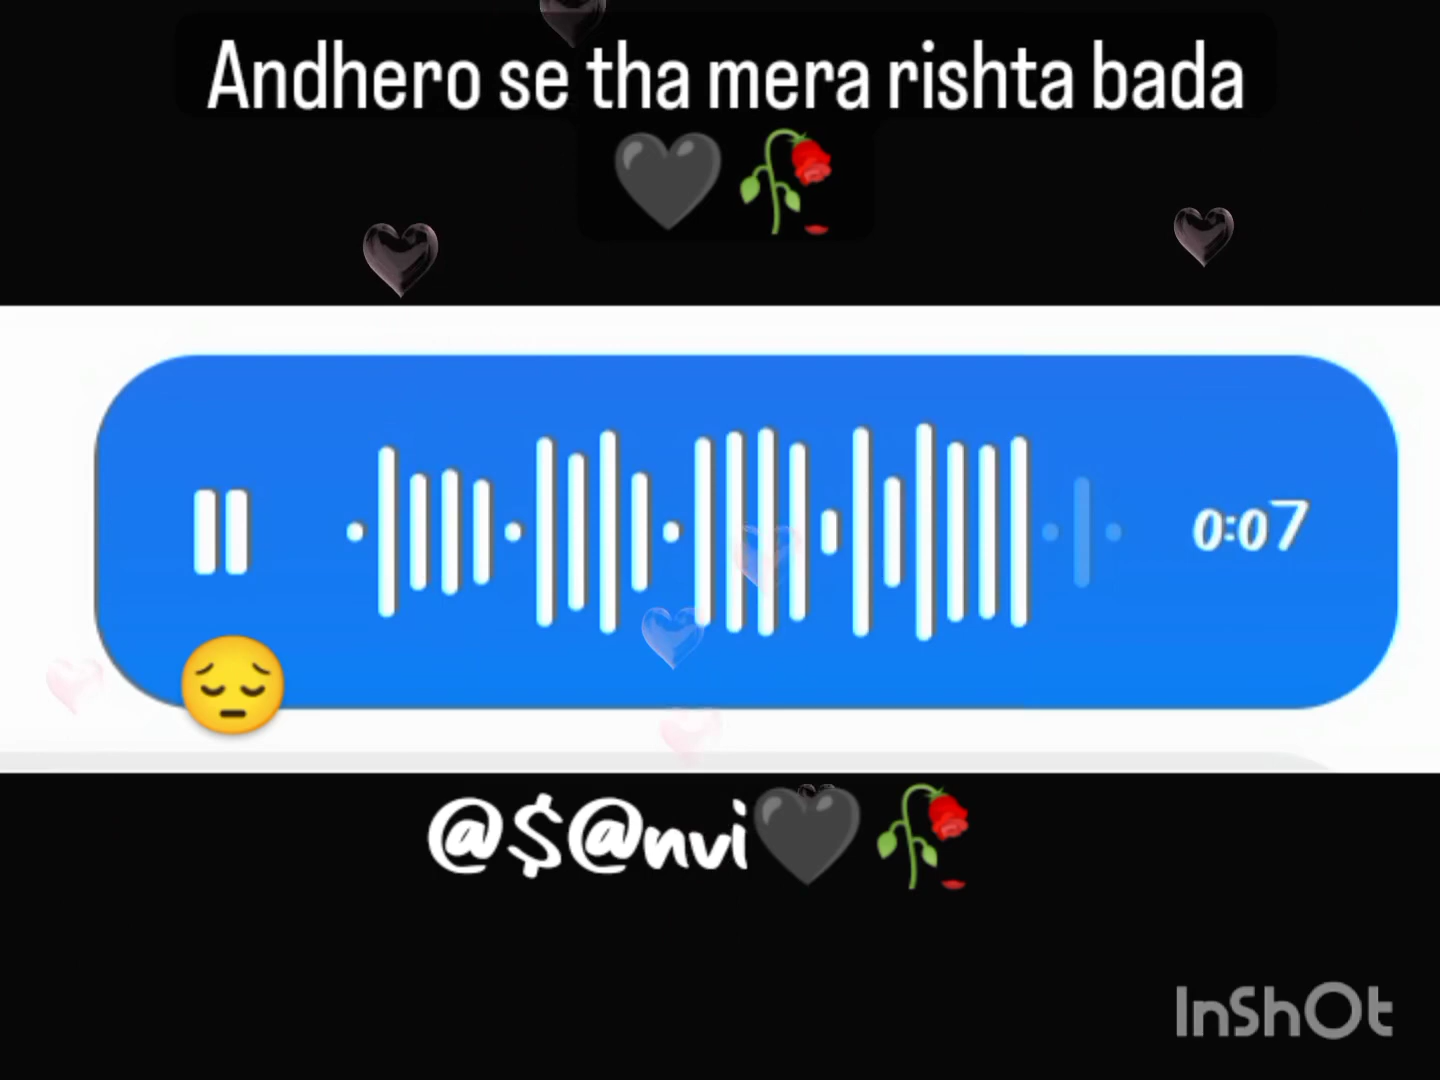 Andhero se tha mera rishta bada
🖤🥀
0:07
😔
@$@nvi🖤🥀
InShOt